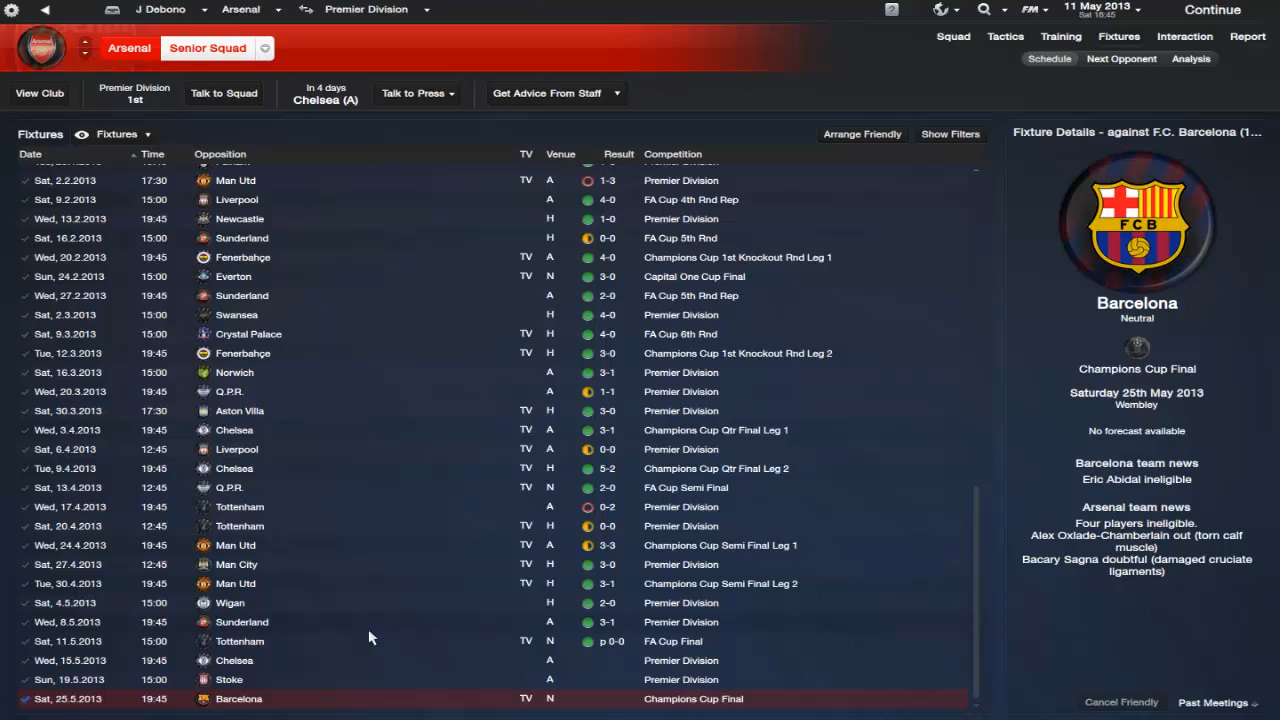 J Debono Arsenal Premier Division 2 FM 11 May 2013 Continue
Sat 16:45
Squad Tactics Training Fixtures Interaction Report
Arsenal Senior Squad
Schedule Next Opponent Analysis
View Club Premier Division 1st Talk to Squad In 4 days Chelsea (A) Talk to Press Get Advice From Staff
Fixtures Fixtures Arrange Friendly Show Filters
Date Time Opposition TV Venue Result Competition
Sat, 2.2.2013 17:30 Man Utd TV A 1-3 Premier Division
Sat, 9.2.2013 15:00 Liverpool A 4-0 FA Cup 4th Rnd Rep
Wed, 13.2.2013 19:45 Newcastle H 1-0 Premier Division
Sat, 16.2.2013 15:00 Sunderland H 0-0 FA Cup 5th Rnd
Wed, 20.2.2013 19:45 Fenerbahçe TV A 4-0 Champions Cup 1st Knockout Rnd Leg 1
Sun, 24.2.2013 15:00 Everton TV N 3-0 Capital One Cup Final
Wed, 27.2.2013 19:45 Sunderland A 2-0 FA Cup 5th Rnd Rep
Sat, 2.3.2013 15:00 Swansea H 4-0 Premier Division
Sat, 9.3.2013 15:00 Crystal Palace TV H 4-0 FA Cup 6th Rnd
Tue, 12.3.2013 19:45 Fenerbahçe TV H 3-0 Champions Cup 1st Knockout Rnd Leg 2
Sat, 16.3.2013 15:00 Norwich A 3-1 Premier Division
Wed, 20.3.2013 19:45 Q.P.R. A 1-1 Premier Division
Sat, 30.3.2013 17:30 Aston Villa TV H 3-0 Premier Division
Wed, 3.4.2013 19:45 Chelsea TV A 3-1 Champions Cup Qtr Final Leg 1
Sat, 6.4.2013 12:45 Liverpool TV A 0-0 Premier Division
Tue, 9.4.2013 19:45 Chelsea TV H 5-2 Champions Cup Qtr Final Leg 2
Sat, 13.4.2013 12:45 Q.P.R. TV N 2-0 FA Cup Semi Final
Wed, 17.4.2013 19:45 Tottenham A 0-2 Premier Division
Sat, 20.4.2013 12:45 Tottenham TV H 0-0 Premier Division
Wed, 24.4.2013 19:45 Man Utd TV A 3-3 Champions Cup Semi Final Leg 1
Sat, 27.4.2013 12:45 Man City TV H 3-0 Premier Division
Tue, 30.4.2013 19:45 Man Utd TV H 3-1 Champions Cup Semi Final Leg 2
Sat, 4.5.2013 15:00 Wigan H 2-0 Premier Division
Wed, 8.5.2013 19:45 Sunderland A 3-1 Premier Division
Sat, 11.5.2013 15:00 Tottenham TV N p 0-0 FA Cup Final
Wed, 15.5.2013 19:45 Chelsea A Premier Division
Sun, 19.5.2013 15:00 Stoke A Premier Division
Sat, 25.5.2013 19:45 Barcelona TV N Champions Cup Final
Fixture Details - against F.C. Barcelona (1...
FCB
Barcelona
Neutral
Champions Cup Final
Saturday 25th May 2013
Wembley
No forecast available
Barcelona team news
Eric Abidal ineligible
Arsenal team news
Four players ineligible.
Alex Oxlade-Chamberlain out (torn calf
muscle)
Bacary Sagna doubtful (damaged cruciate
ligaments)
Cancel Friendly Past Meetings